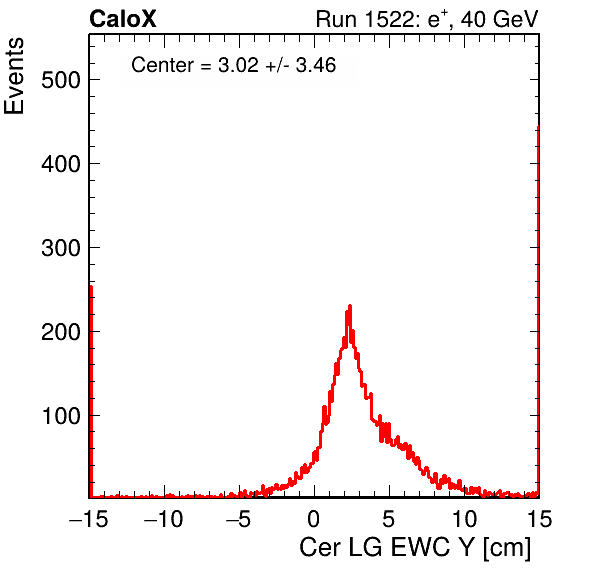 CaloX
Run 1522: e+, 40 GeV
Center = 3.02 +/- 3.46
Events
500
400
300
200
100
−15 −10 −5 0 5 10 15
Cer LG EWC Y [cm]